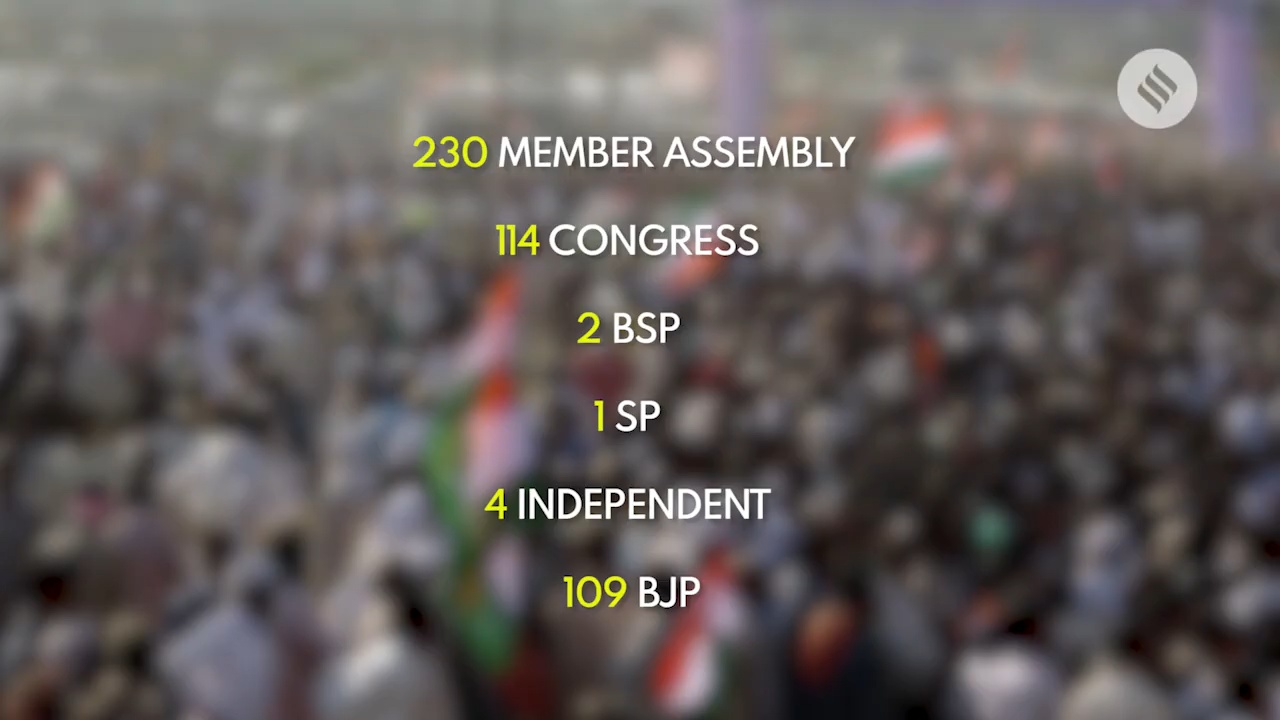 230 MEMBER ASSEMBLY
114 CONGRESS
2 BSP
1 SP
4 INDEPENDENT
109 BJP